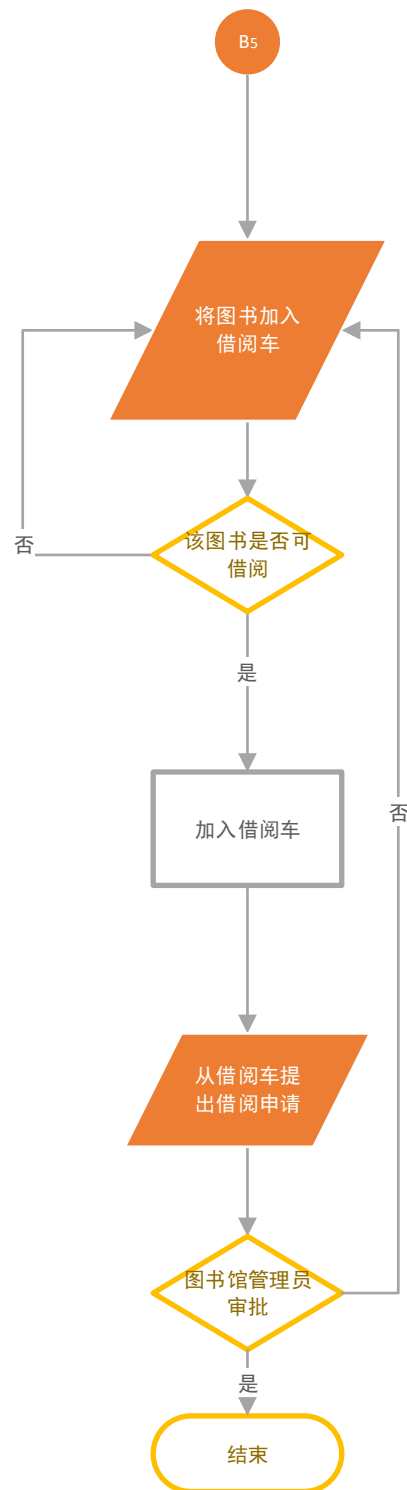 B5
将图书加入
借阅车
该图书是否可
借阅
否
是
加入借阅车
否
从借阅车提
出借阅申请
图书馆管理员
审批
是
结束